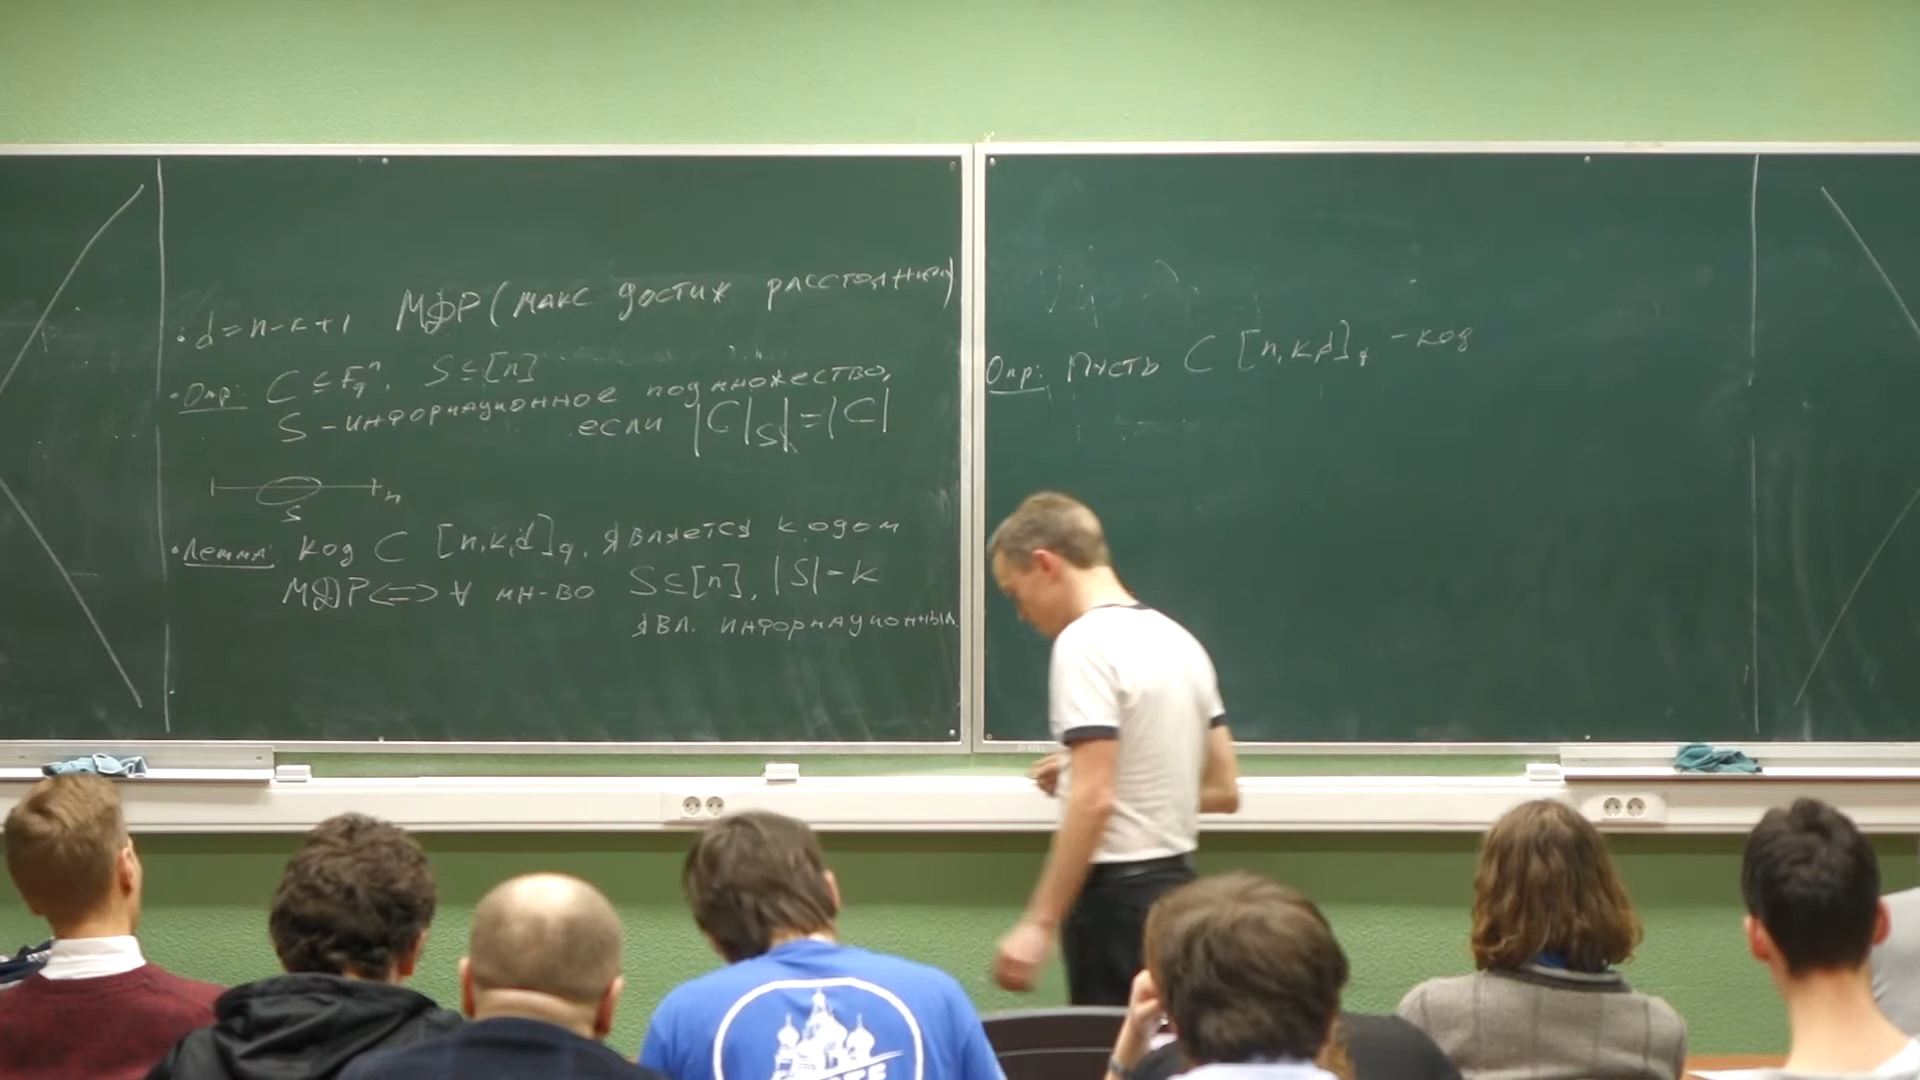 · d = n-k+1 МДР (макс достиж расстоянием)
· Опр: C ⊆ F_q^n, S ⊆ [n]
S - информационное подмножество,
если |C|_S| = |C|
n
S
· Лемма: Код C [n,k,d]_q, является кодом
МДР <=> ∀ мн-во S ⊆ [n], |S| = k
явл. информационным.
Опр: Пусть C [n,k,d]_q - код